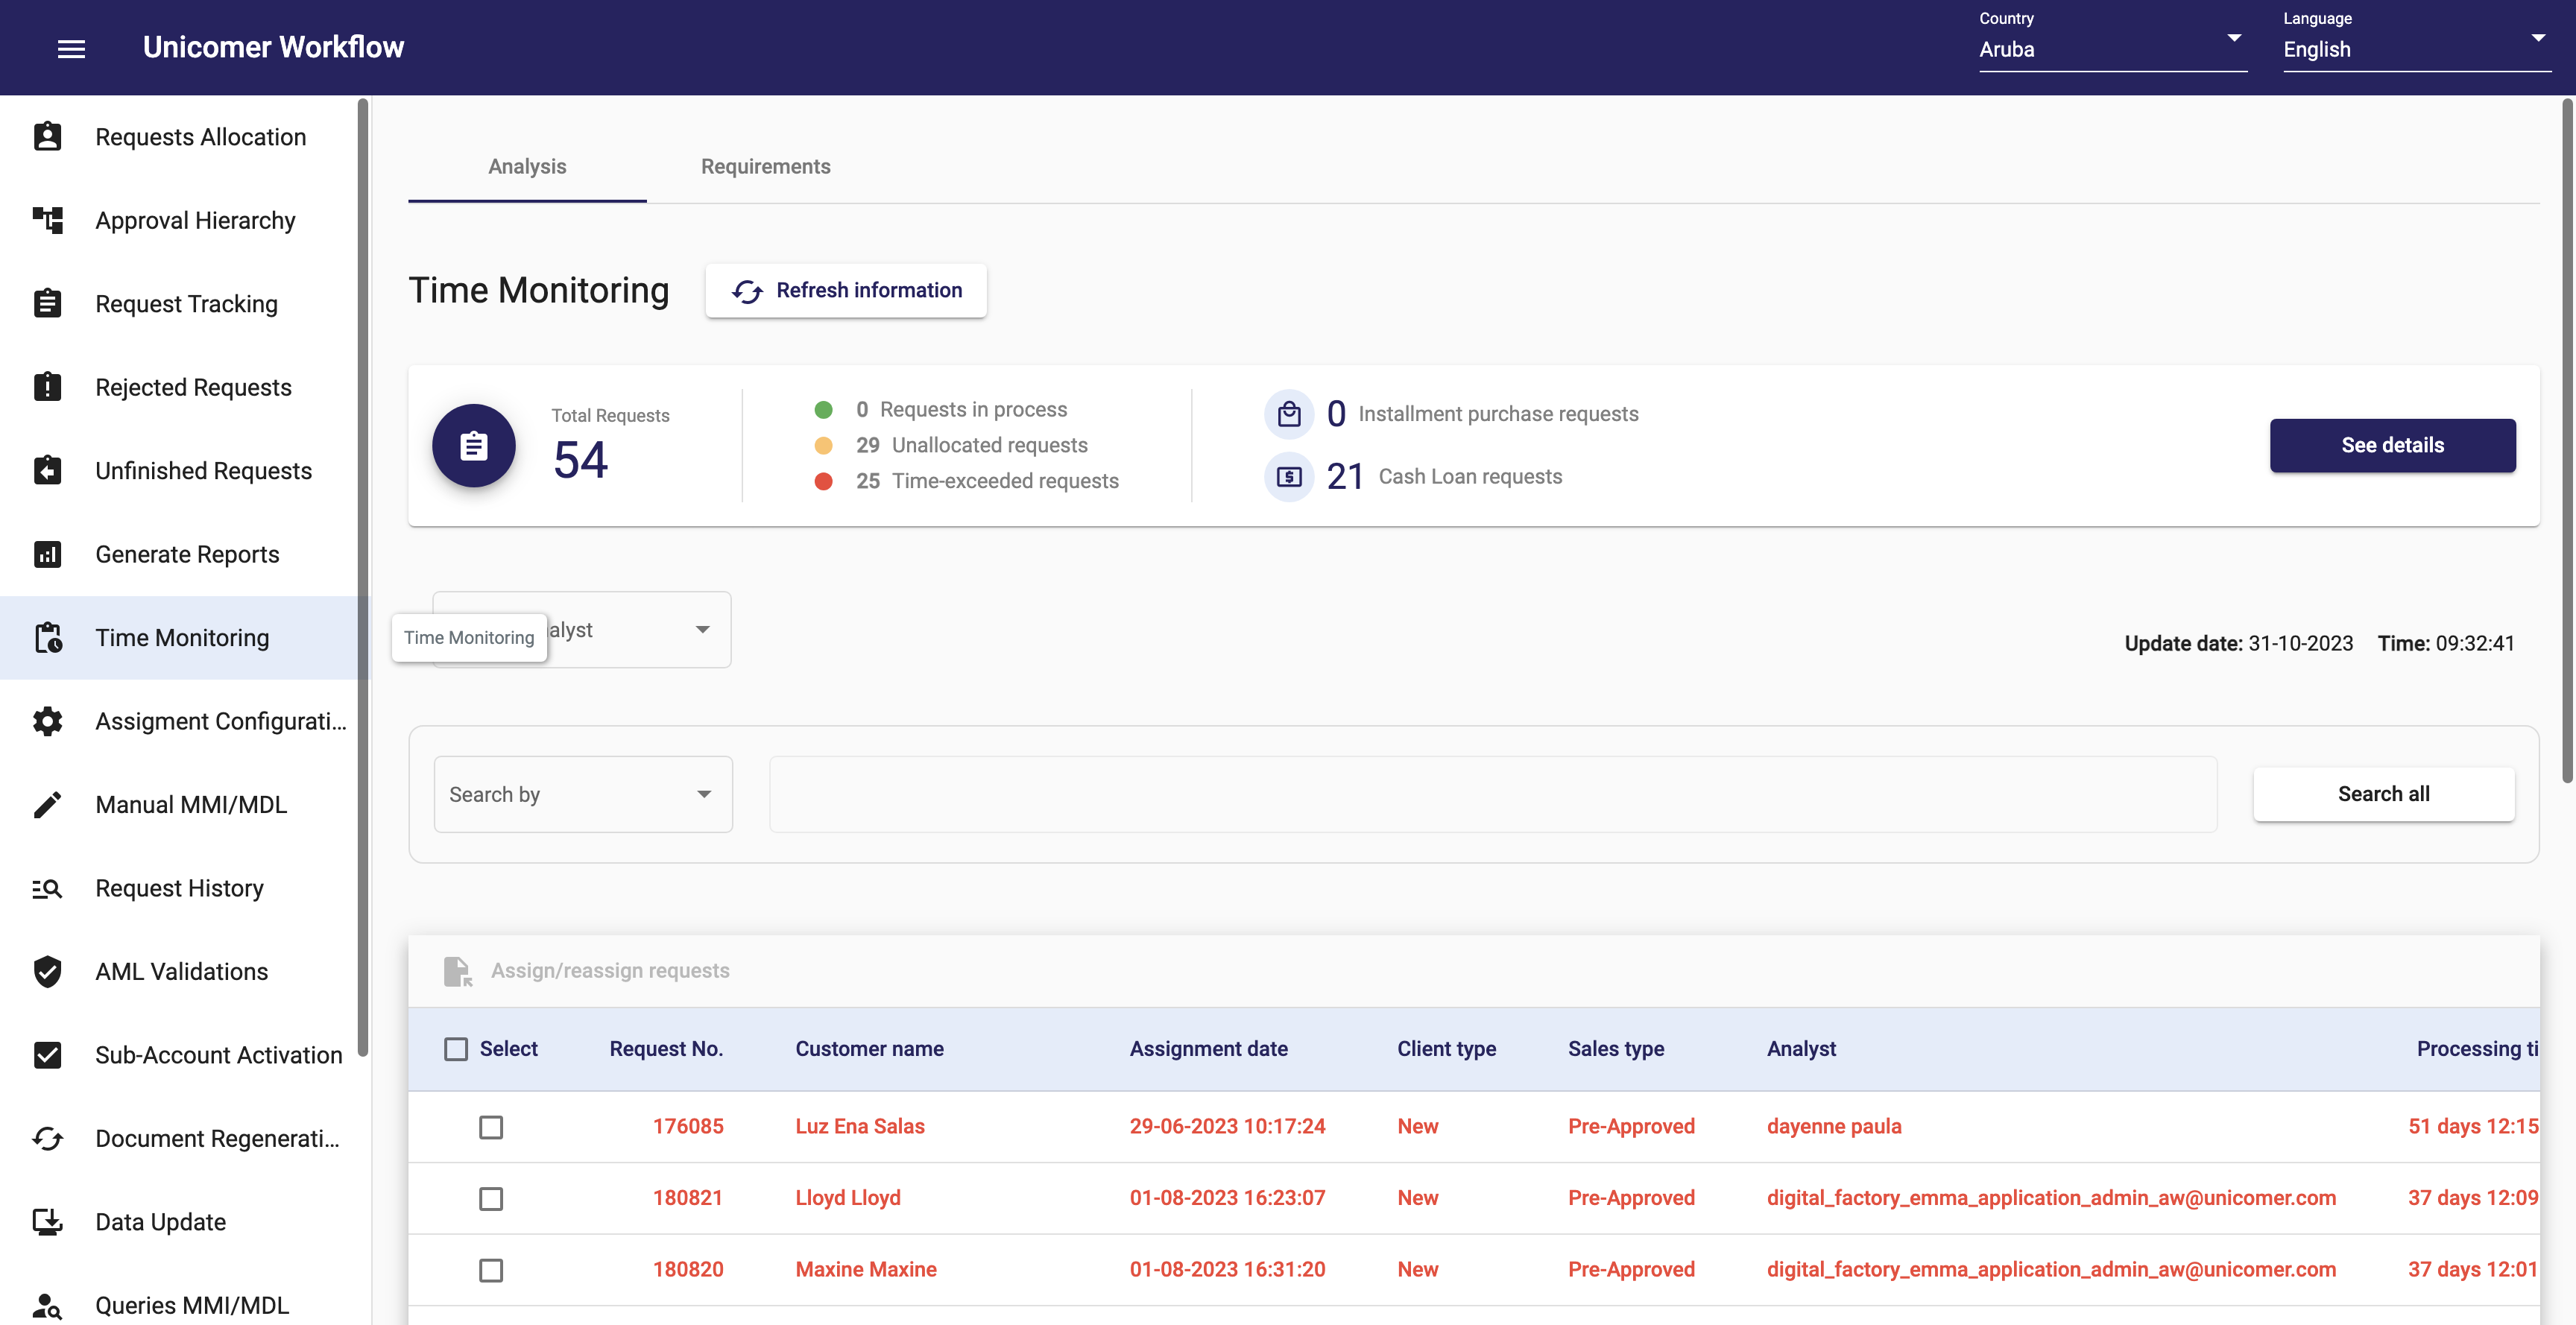 Unicomer Workflow
Country
Aruba
Language
English
Requests Allocation
Approval Hierarchy
Request Tracking
Rejected Requests
Unfinished Requests
Generate Reports
Time Monitoring
Assigment Configurati...
Manual MMI/MDL
Request History
AML Validations
Sub-Account Activation
Document Regenerati...
Data Update
Queries MMI/MDL
Analysis
Requirements
Time Monitoring
Refresh information
Total Requests
54
0 Requests in process
29 Unallocated requests
25 Time-exceeded requests
0 Installment purchase requests
21 Cash Loan requests
See details
Time Monitoring
alyst
Update date: 31-10-2023 Time: 09:32:41
Search by
Search all
Assign/reassign requests
Select Request No. Customer name Assignment date Client type Sales type Analyst Processing ti
176085 Luz Ena Salas 29-06-2023 10:17:24 New Pre-Approved dayenne paula 51 days 12:15
180821 Lloyd Lloyd 01-08-2023 16:23:07 New Pre-Approved digital_factory_emma_application_admin_aw@unicomer.com 37 days 12:09
180820 Maxine Maxine 01-08-2023 16:31:20 New Pre-Approved digital_factory_emma_application_admin_aw@unicomer.com 37 days 12:01